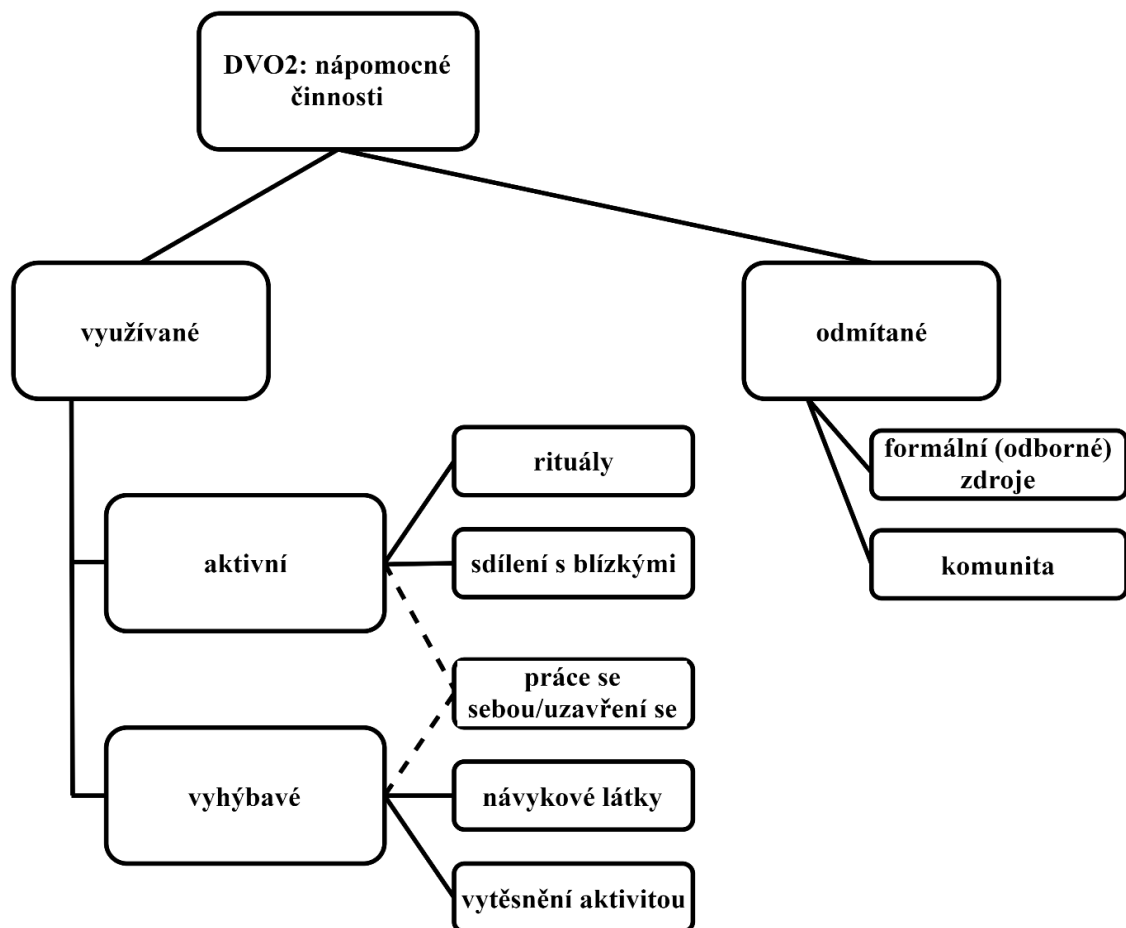 DVO2: nápomocné
činnosti
využívané
odmítané
rituály
formální (odborné)
zdroje
aktivní
sdílení s blízkými
komunita
práce se
sebou/uzavření se
vyhýbavé
návykové látky
vytěsnění aktivitou